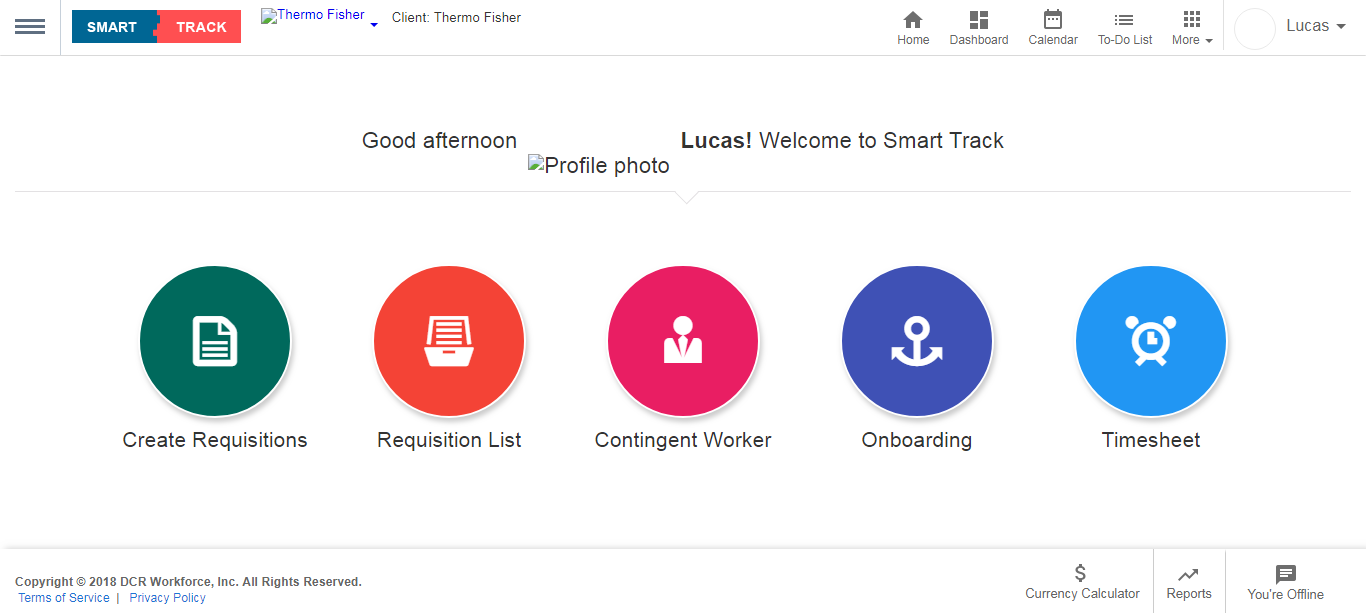 SMART TRACK
Thermo Fisher
Client: Thermo Fisher
Home
Dashboard
Calendar
To-Do List
More
Lucas
Good afternoon
Profile photo
Lucas! Welcome to Smart Track
Create Requisitions
Requisition List
Contingent Worker
Onboarding
Timesheet
Copyright © 2018 DCR Workforce, Inc. All Rights Reserved.
Terms of Service | Privacy Policy
Currency Calculator
Reports
You're Offline